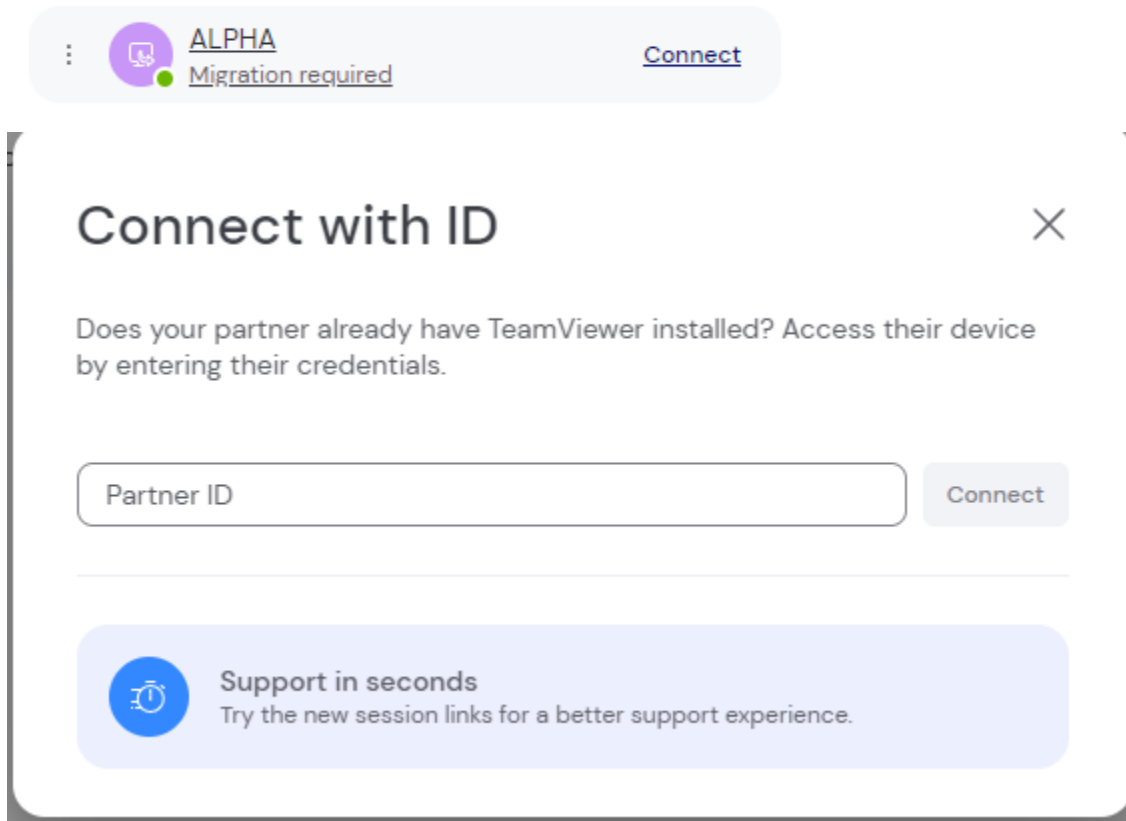 ALPHA
Migration required
Connect
Connect with ID
Does your partner already have TeamViewer installed? Access their device
by entering their credentials.
Partner ID
Connect
Support in seconds
Try the new session links for a better support experience.